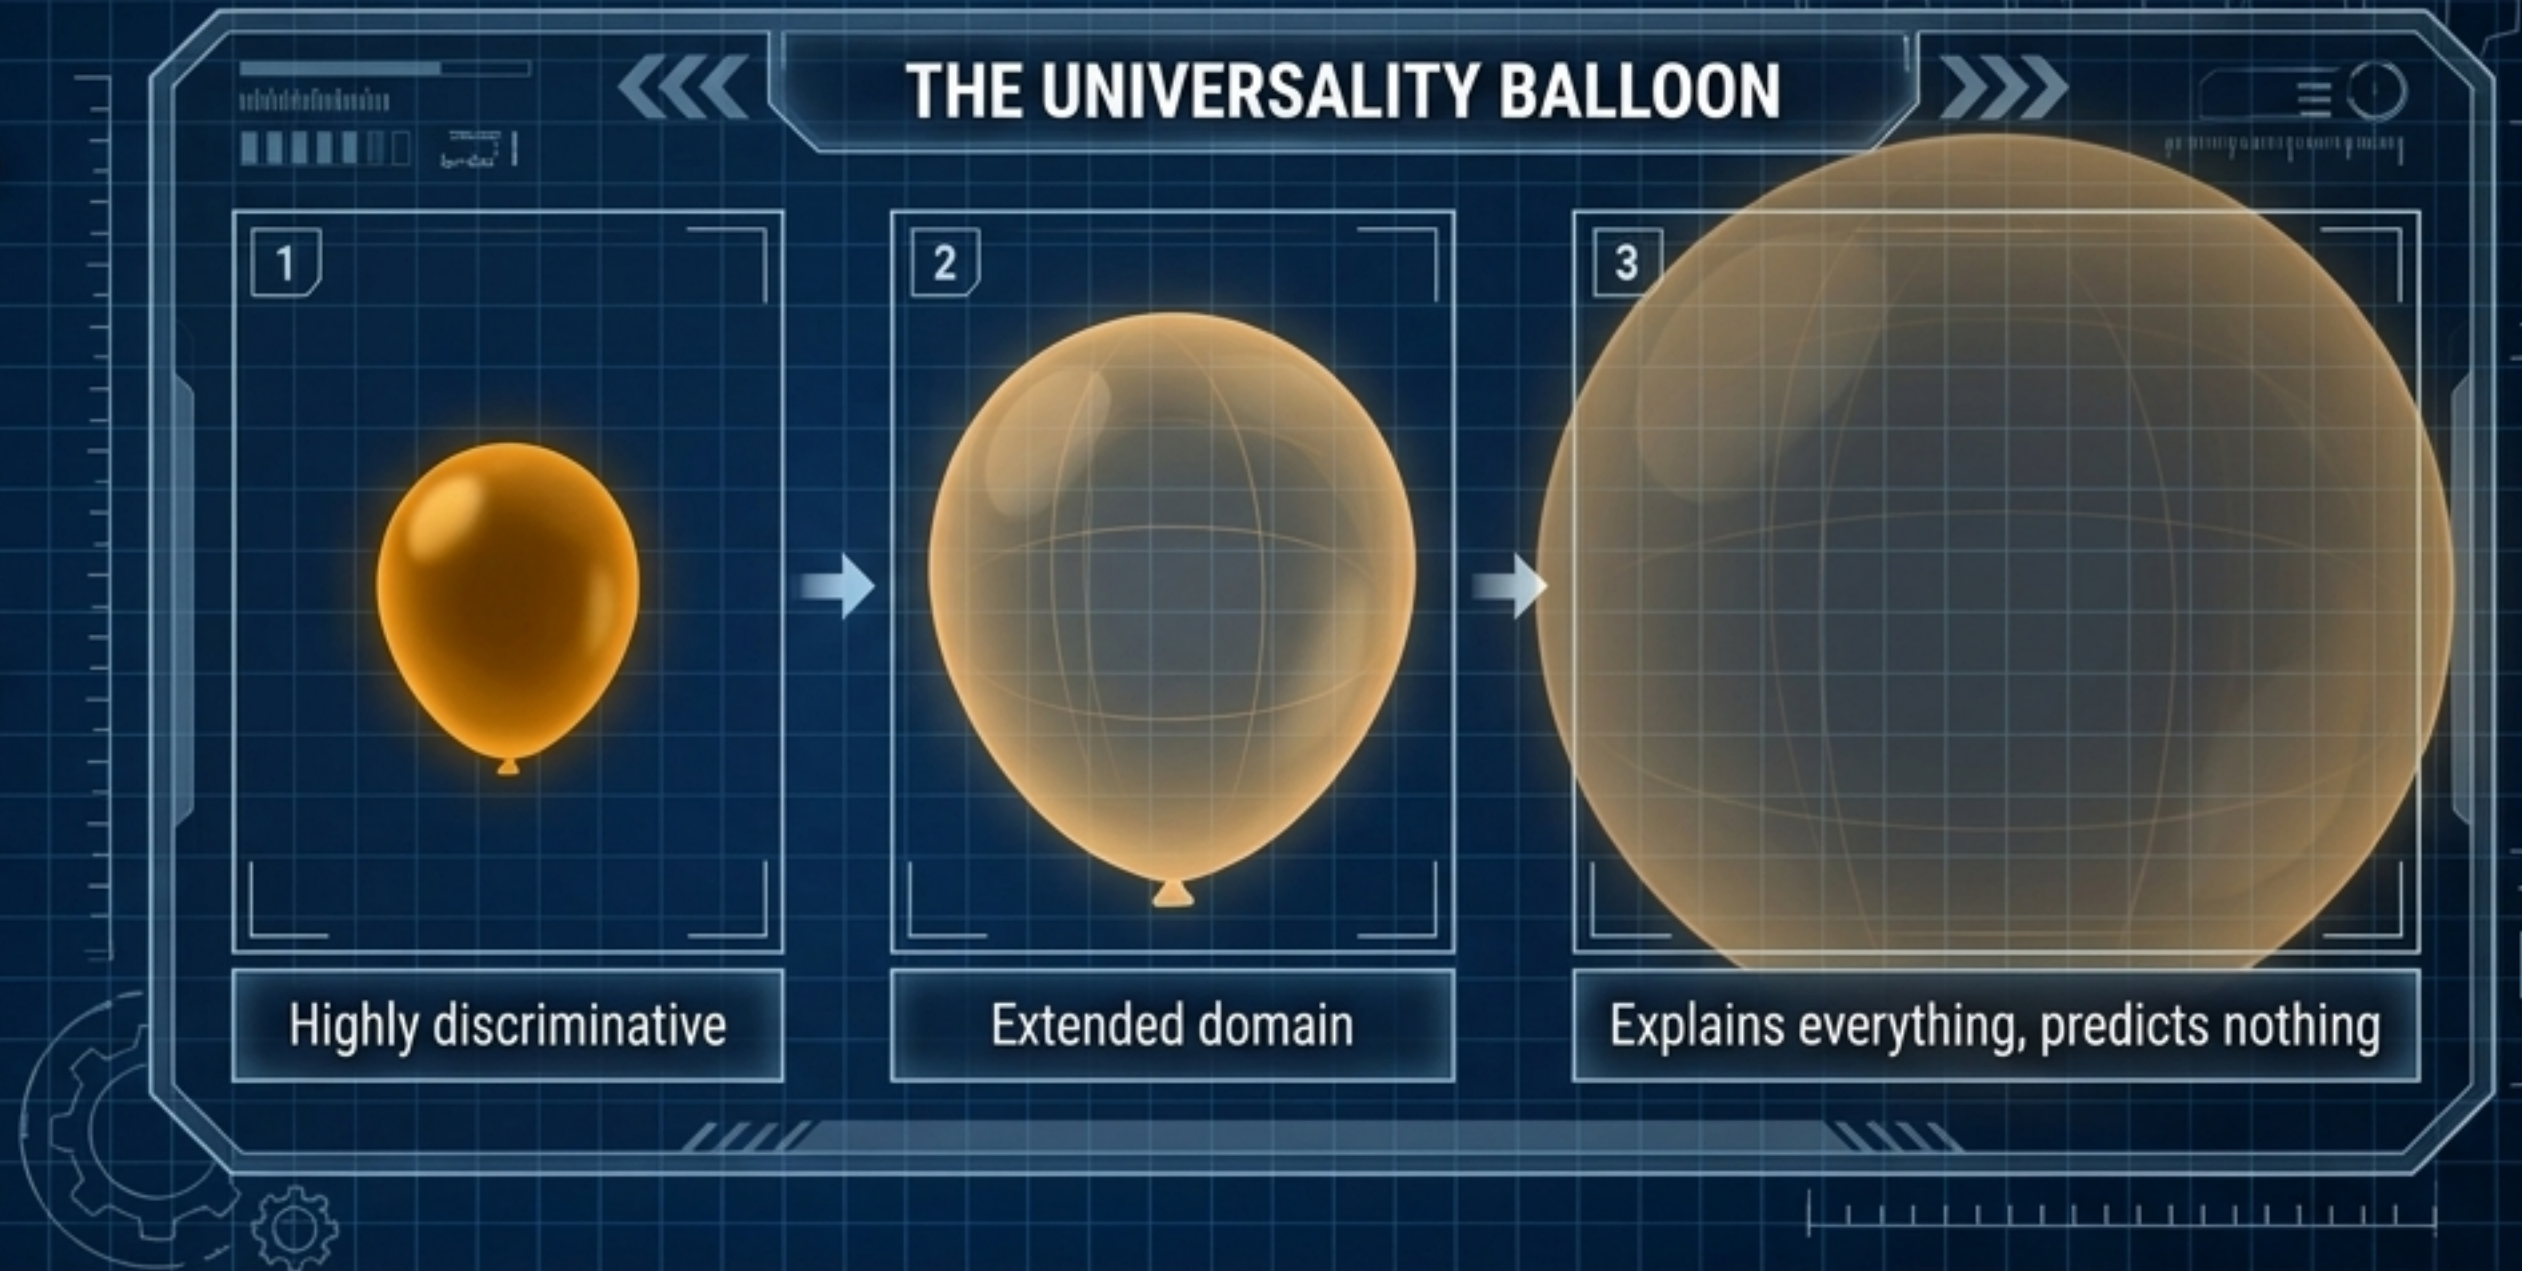 THE UNIVERSALITY BALLOON
1
2
3
Highly discriminative
Extended domain
Explains everything, predicts nothing